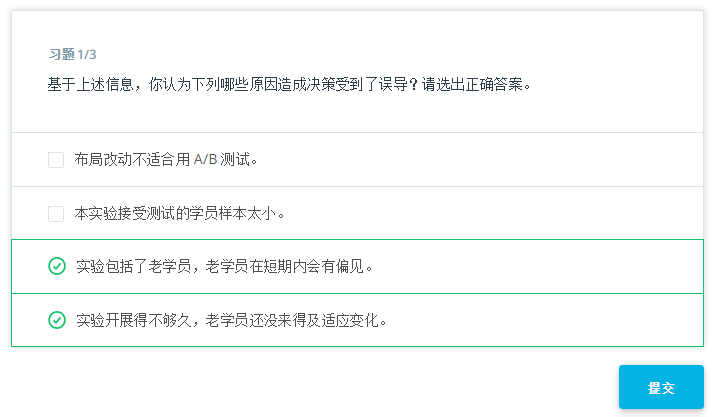 习题 1/3
基于上述信息，你认为下列哪些原因造成决策受到了误导？请选出正确答案。
布局改动不适合用 A/B 测试。
本实验接受测试的学员样本太小。
实验包括了老学员，老学员在短期内会有偏见。
实验开展得不够久，老学员还没来得及适应变化。
提交